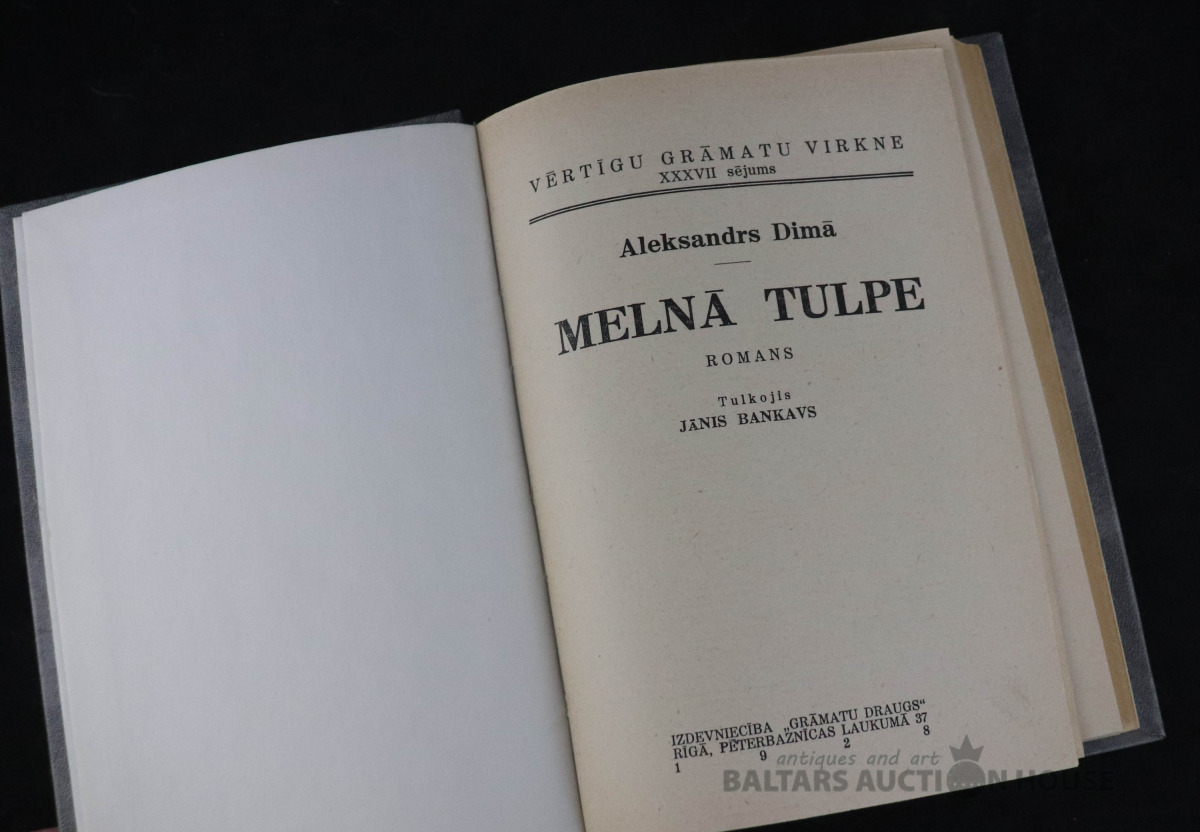 VĒRTĪGU GRĀMATU VIRKNE
XXXVII sējums
Aleksandrs Dimā
MELNĀ TULPE
ROMANS
Tulkojis
JĀNIS BANKAVS
IZDEVNIECĪBA „GRĀMATU DRAUGS“
RĪGĀ, PĒTERBAZNĪCAS LAUKUMĀ 37
1 9 2 8
antiques and art
BALTARS AUCTION HOUSE